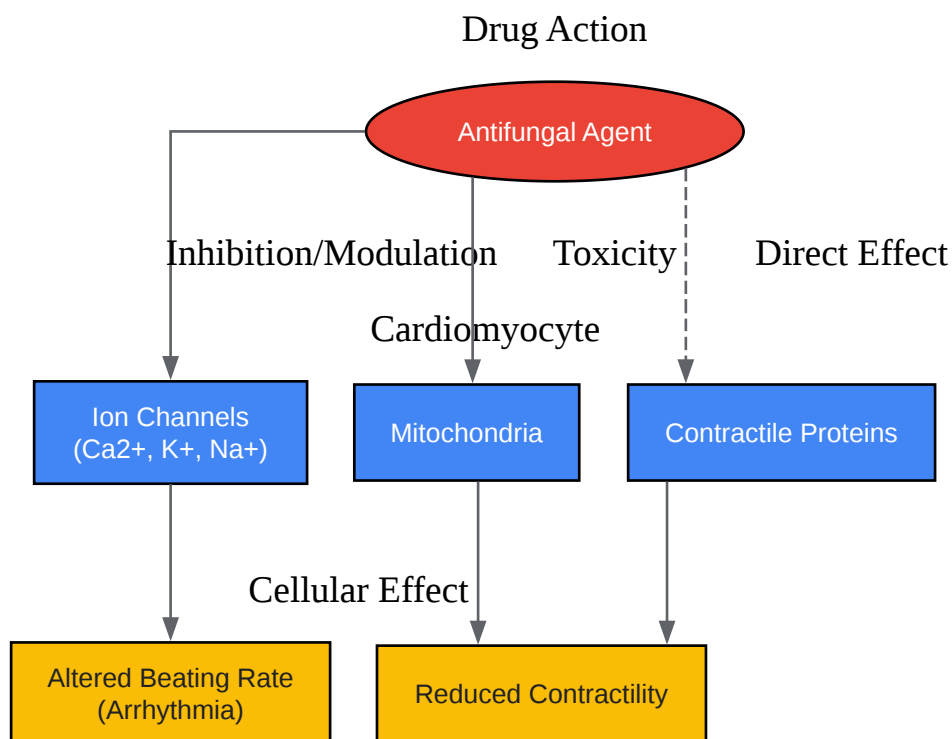 Drug Action
Antifungal Agent
Inhibition/Modulation
Toxicity
Direct Effect
Cardiomyocyte
Ion Channels
(Ca2+, K+, Na+)
Mitochondria
Contractile Proteins
Cellular Effect
Altered Beating Rate
(Arrhythmia)
Reduced Contractility